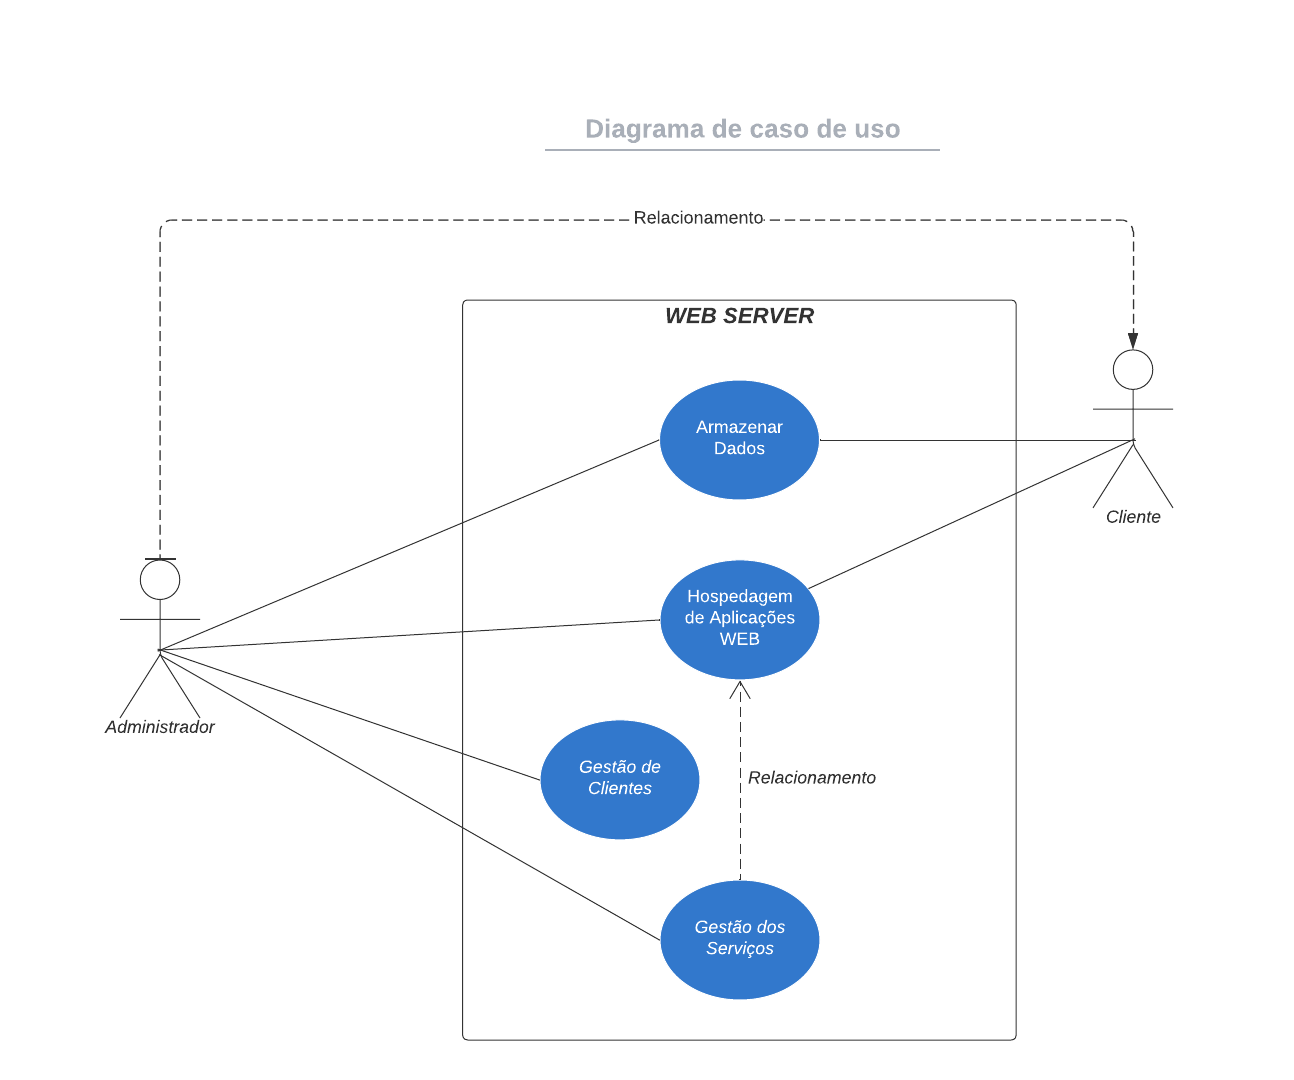 Diagrama de caso de uso
Relacionamento
WEB SERVER
Armazenar
Dados
Cliente
Hospedagem
de Aplicações
WEB
Administrador
Gestão de
Clientes
Relacionamento
Gestão dos
Serviços